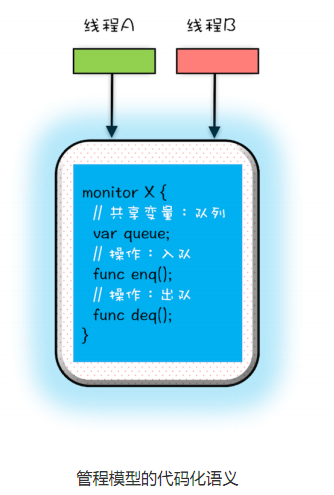 线程A 线程B
monitor X {
// 共享变量：队列
var queue;
// 操作：入队
func enq();
// 操作：出队
func deq();
}
管程模型的代码化语义